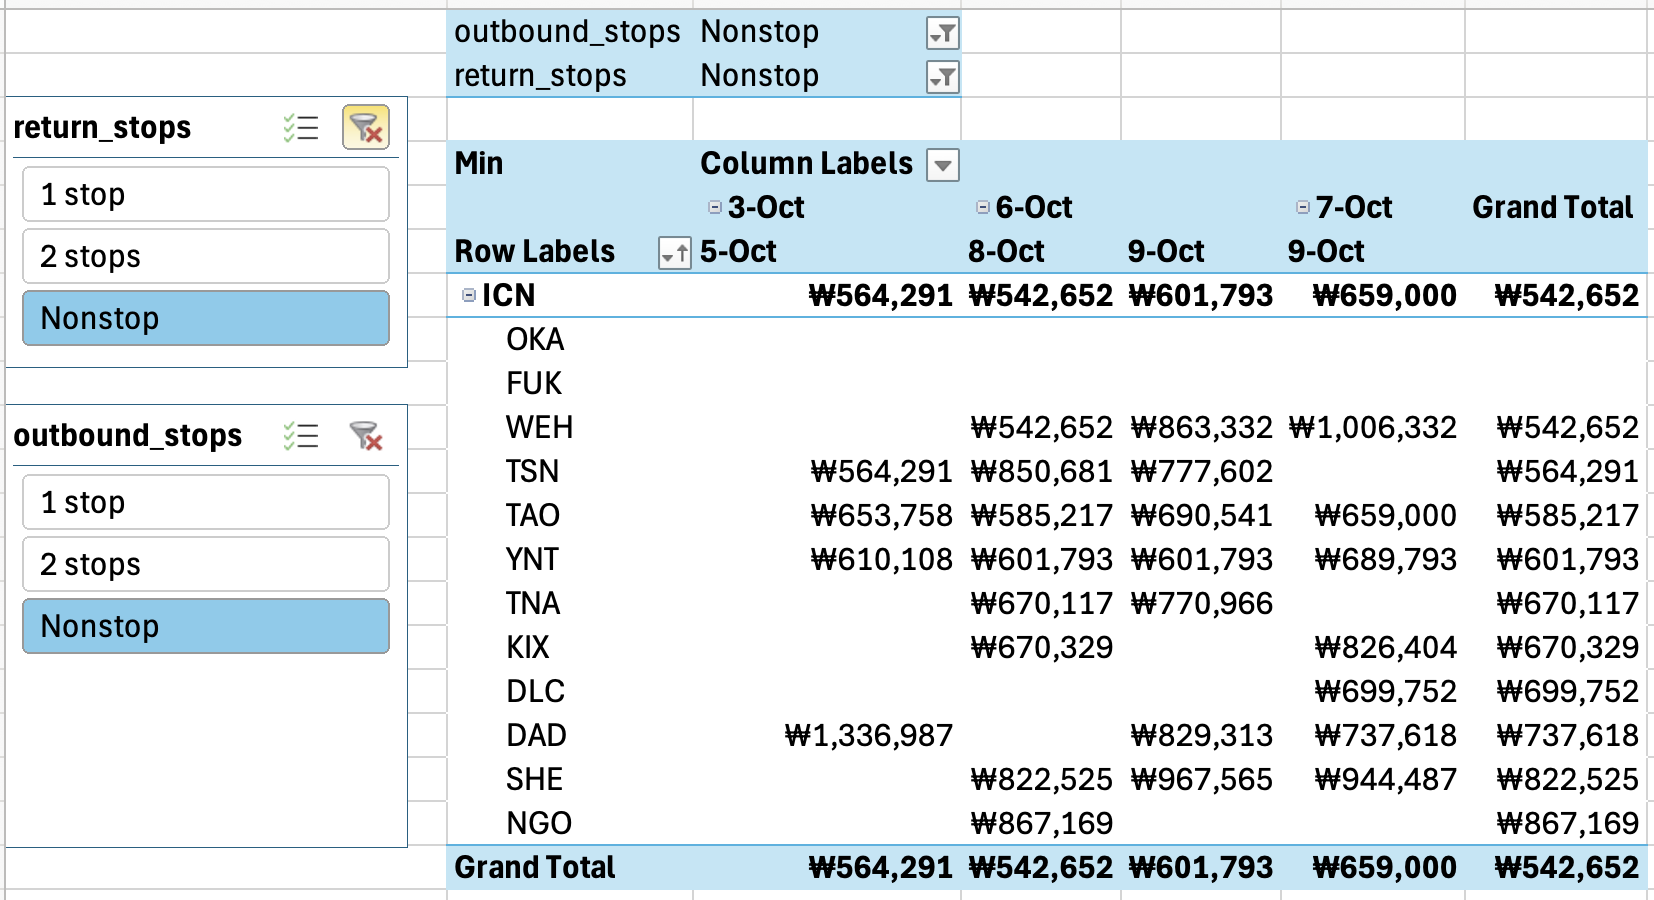 outbound_stops Nonstop
return_stops Nonstop
return_stops
1 stop
2 stops
Nonstop
outbound_stops
1 stop
2 stops
Nonstop
Min Column Labels
3-Oct 6-Oct 7-Oct Grand Total
Row Labels 5-Oct 8-Oct 9-Oct 9-Oct
ICN ₩564,291 ₩542,652 ₩601,793 ₩659,000 ₩542,652
OKA
FUK
WEH ₩542,652 ₩863,332 ₩1,006,332 ₩542,652
TSN ₩564,291 ₩850,681 ₩777,602 ₩564,291
TAO ₩653,758 ₩585,217 ₩690,541 ₩659,000 ₩585,217
YNT ₩610,108 ₩601,793 ₩601,793 ₩689,793 ₩601,793
TNA ₩670,117 ₩770,966 ₩670,117
KIX ₩670,329 ₩826,404 ₩670,329
DLC ₩699,752 ₩699,752
DAD ₩1,336,987 ₩829,313 ₩737,618 ₩737,618
SHE ₩822,525 ₩967,565 ₩944,487 ₩822,525
NGO ₩867,169 ₩867,169
Grand Total ₩564,291 ₩542,652 ₩601,793 ₩659,000 ₩542,652